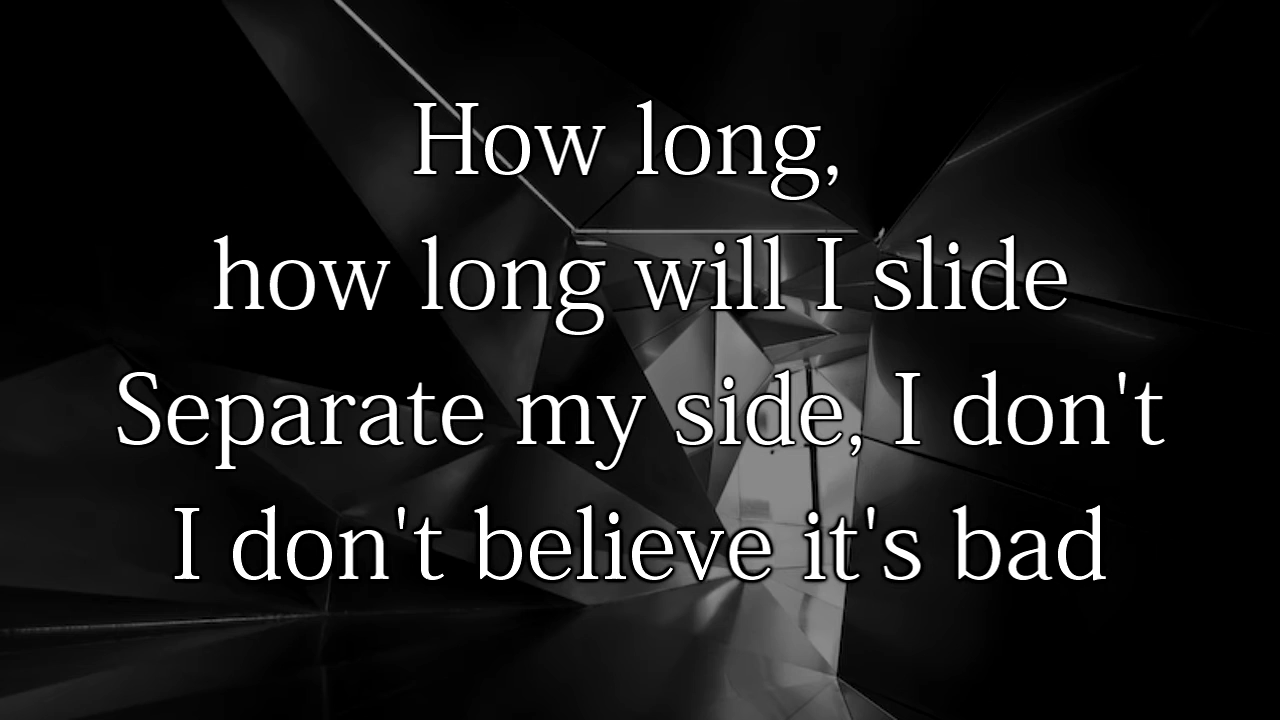 How long,
how long will I slide
Separate my side, I don't
I don't believe it's bad